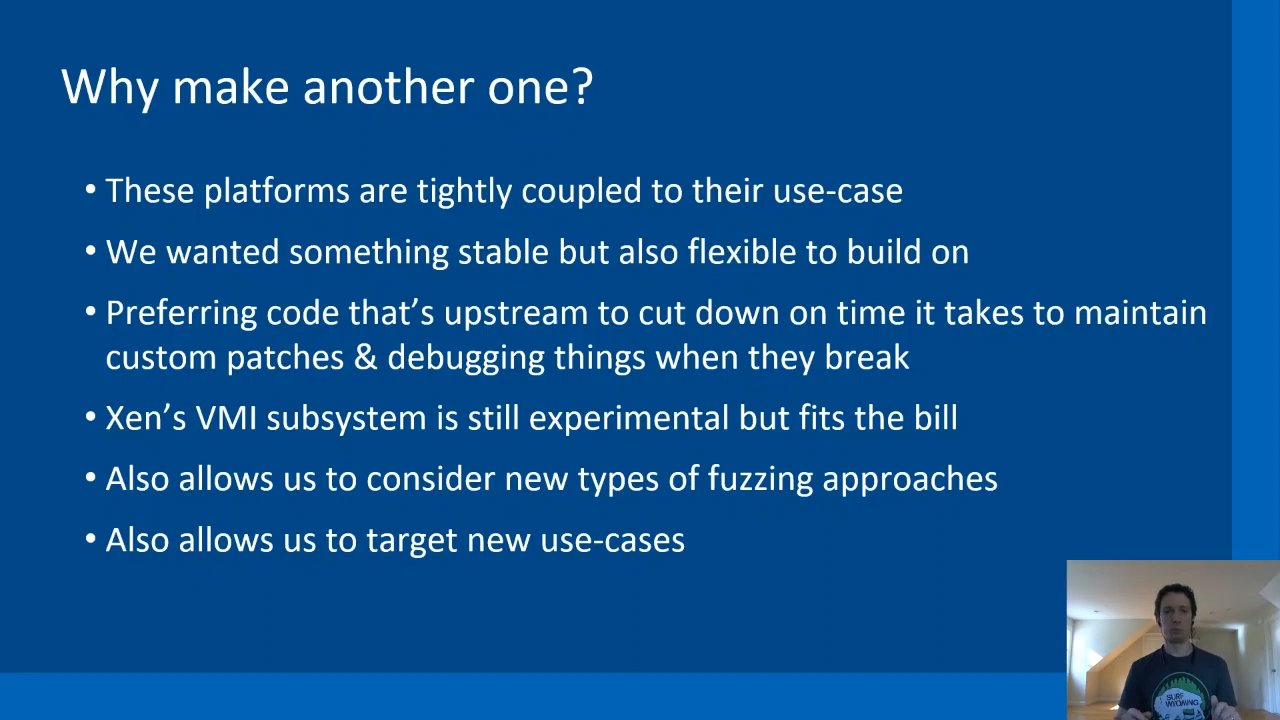 Why make another one?
• These platforms are tightly coupled to their use-case
• We wanted something stable but also flexible to build on
• Preferring code that’s upstream to cut down on time it takes to maintain
custom patches & debugging things when they break
• Xen’s VMI subsystem is still experimental but fits the bill
• Also allows us to consider new types of fuzzing approaches
• Also allows us to target new use-cases
SURF
WYOMING